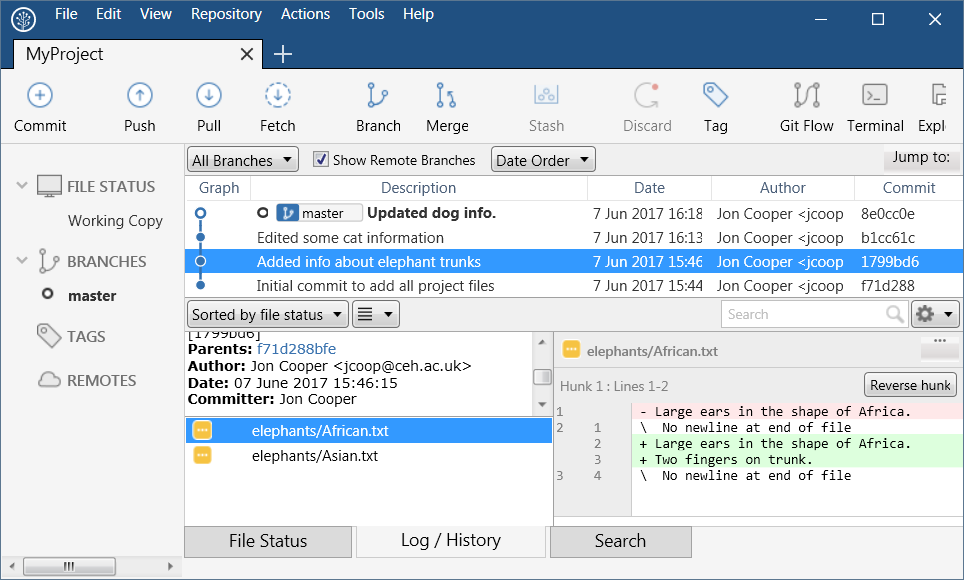 File Edit View Repository Actions Tools Help
MyProject
Commit Push Pull Fetch Branch Merge Stash Discard Tag Git Flow Terminal Expl
FILE STATUS
Working Copy
BRANCHES
master
TAGS
REMOTES
All Branches Show Remote Branches Date Order Jump to:
Graph Description Date Author Commit
master Updated dog info. 7 Jun 2017 16:18 Jon Cooper <jcoop 8e0cc0e
Edited some cat information 7 Jun 2017 16:13 Jon Cooper <jcoop b1cc61c
Added info about elephant trunks 7 Jun 2017 15:46 Jon Cooper <jcoop 1799bd6
Initial commit to add all project files 7 Jun 2017 15:44 Jon Cooper <jcoop f71d288
Sorted by file status Search
[1799bd6]
Parents: f71d288bfe
Author: Jon Cooper <jcoop@ceh.ac.uk>
Date: 07 June 2017 15:46:15
Committer: Jon Cooper
elephants/African.txt
elephants/Asian.txt
elephants/African.txt
Hunk 1 : Lines 1-2 Reverse hunk
1 - Large ears in the shape of Africa.
2 1 \ No newline at end of file
2 + Large ears in the shape of Africa.
3 + Two fingers on trunk.
3 4 \ No newline at end of file
File Status Log / History Search